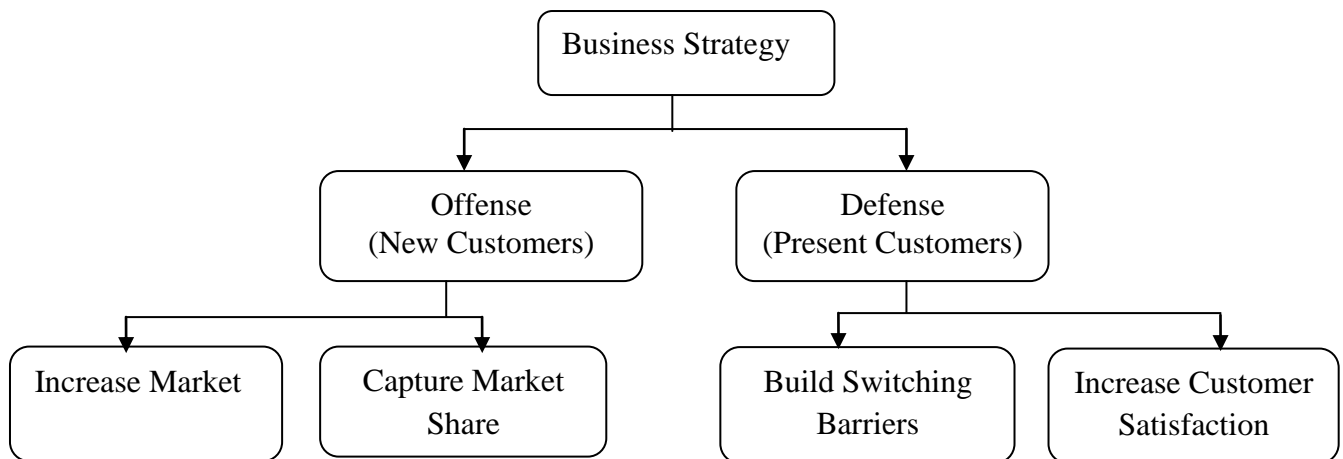 Business Strategy
Offense
(New Customers)
Defense
(Present Customers)
Increase Market
Capture Market
Share
Build Switching
Barriers
Increase Customer
Satisfaction